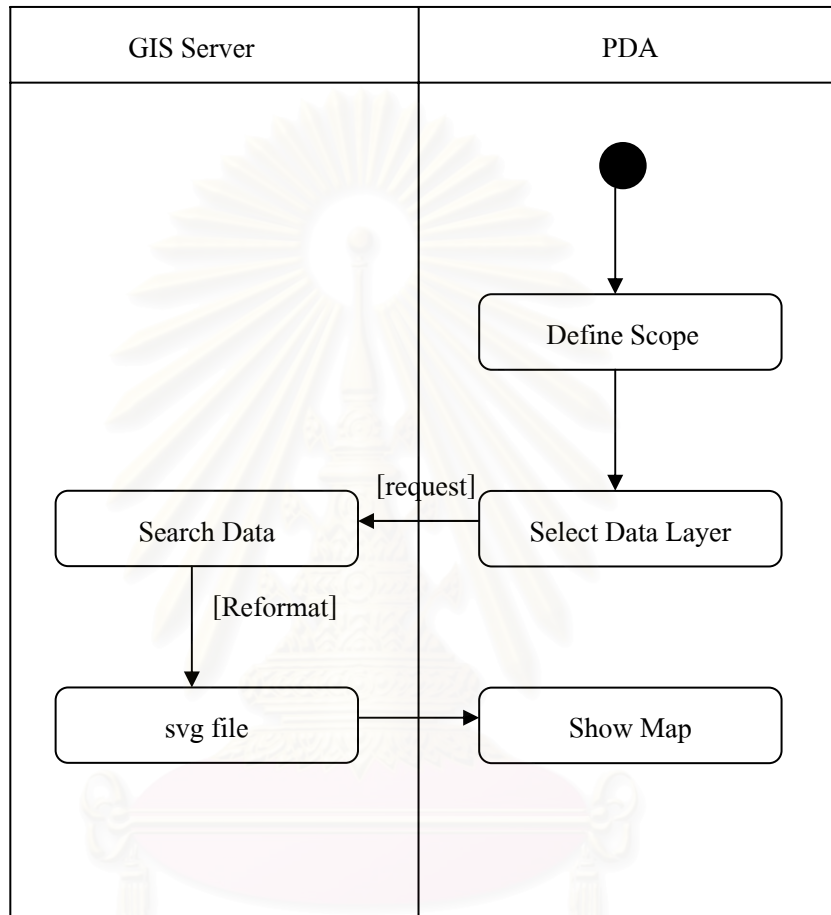 GIS Server
PDA
Define Scope
[request]
Search Data
Select Data Layer
[Reformat]
svg file
Show Map